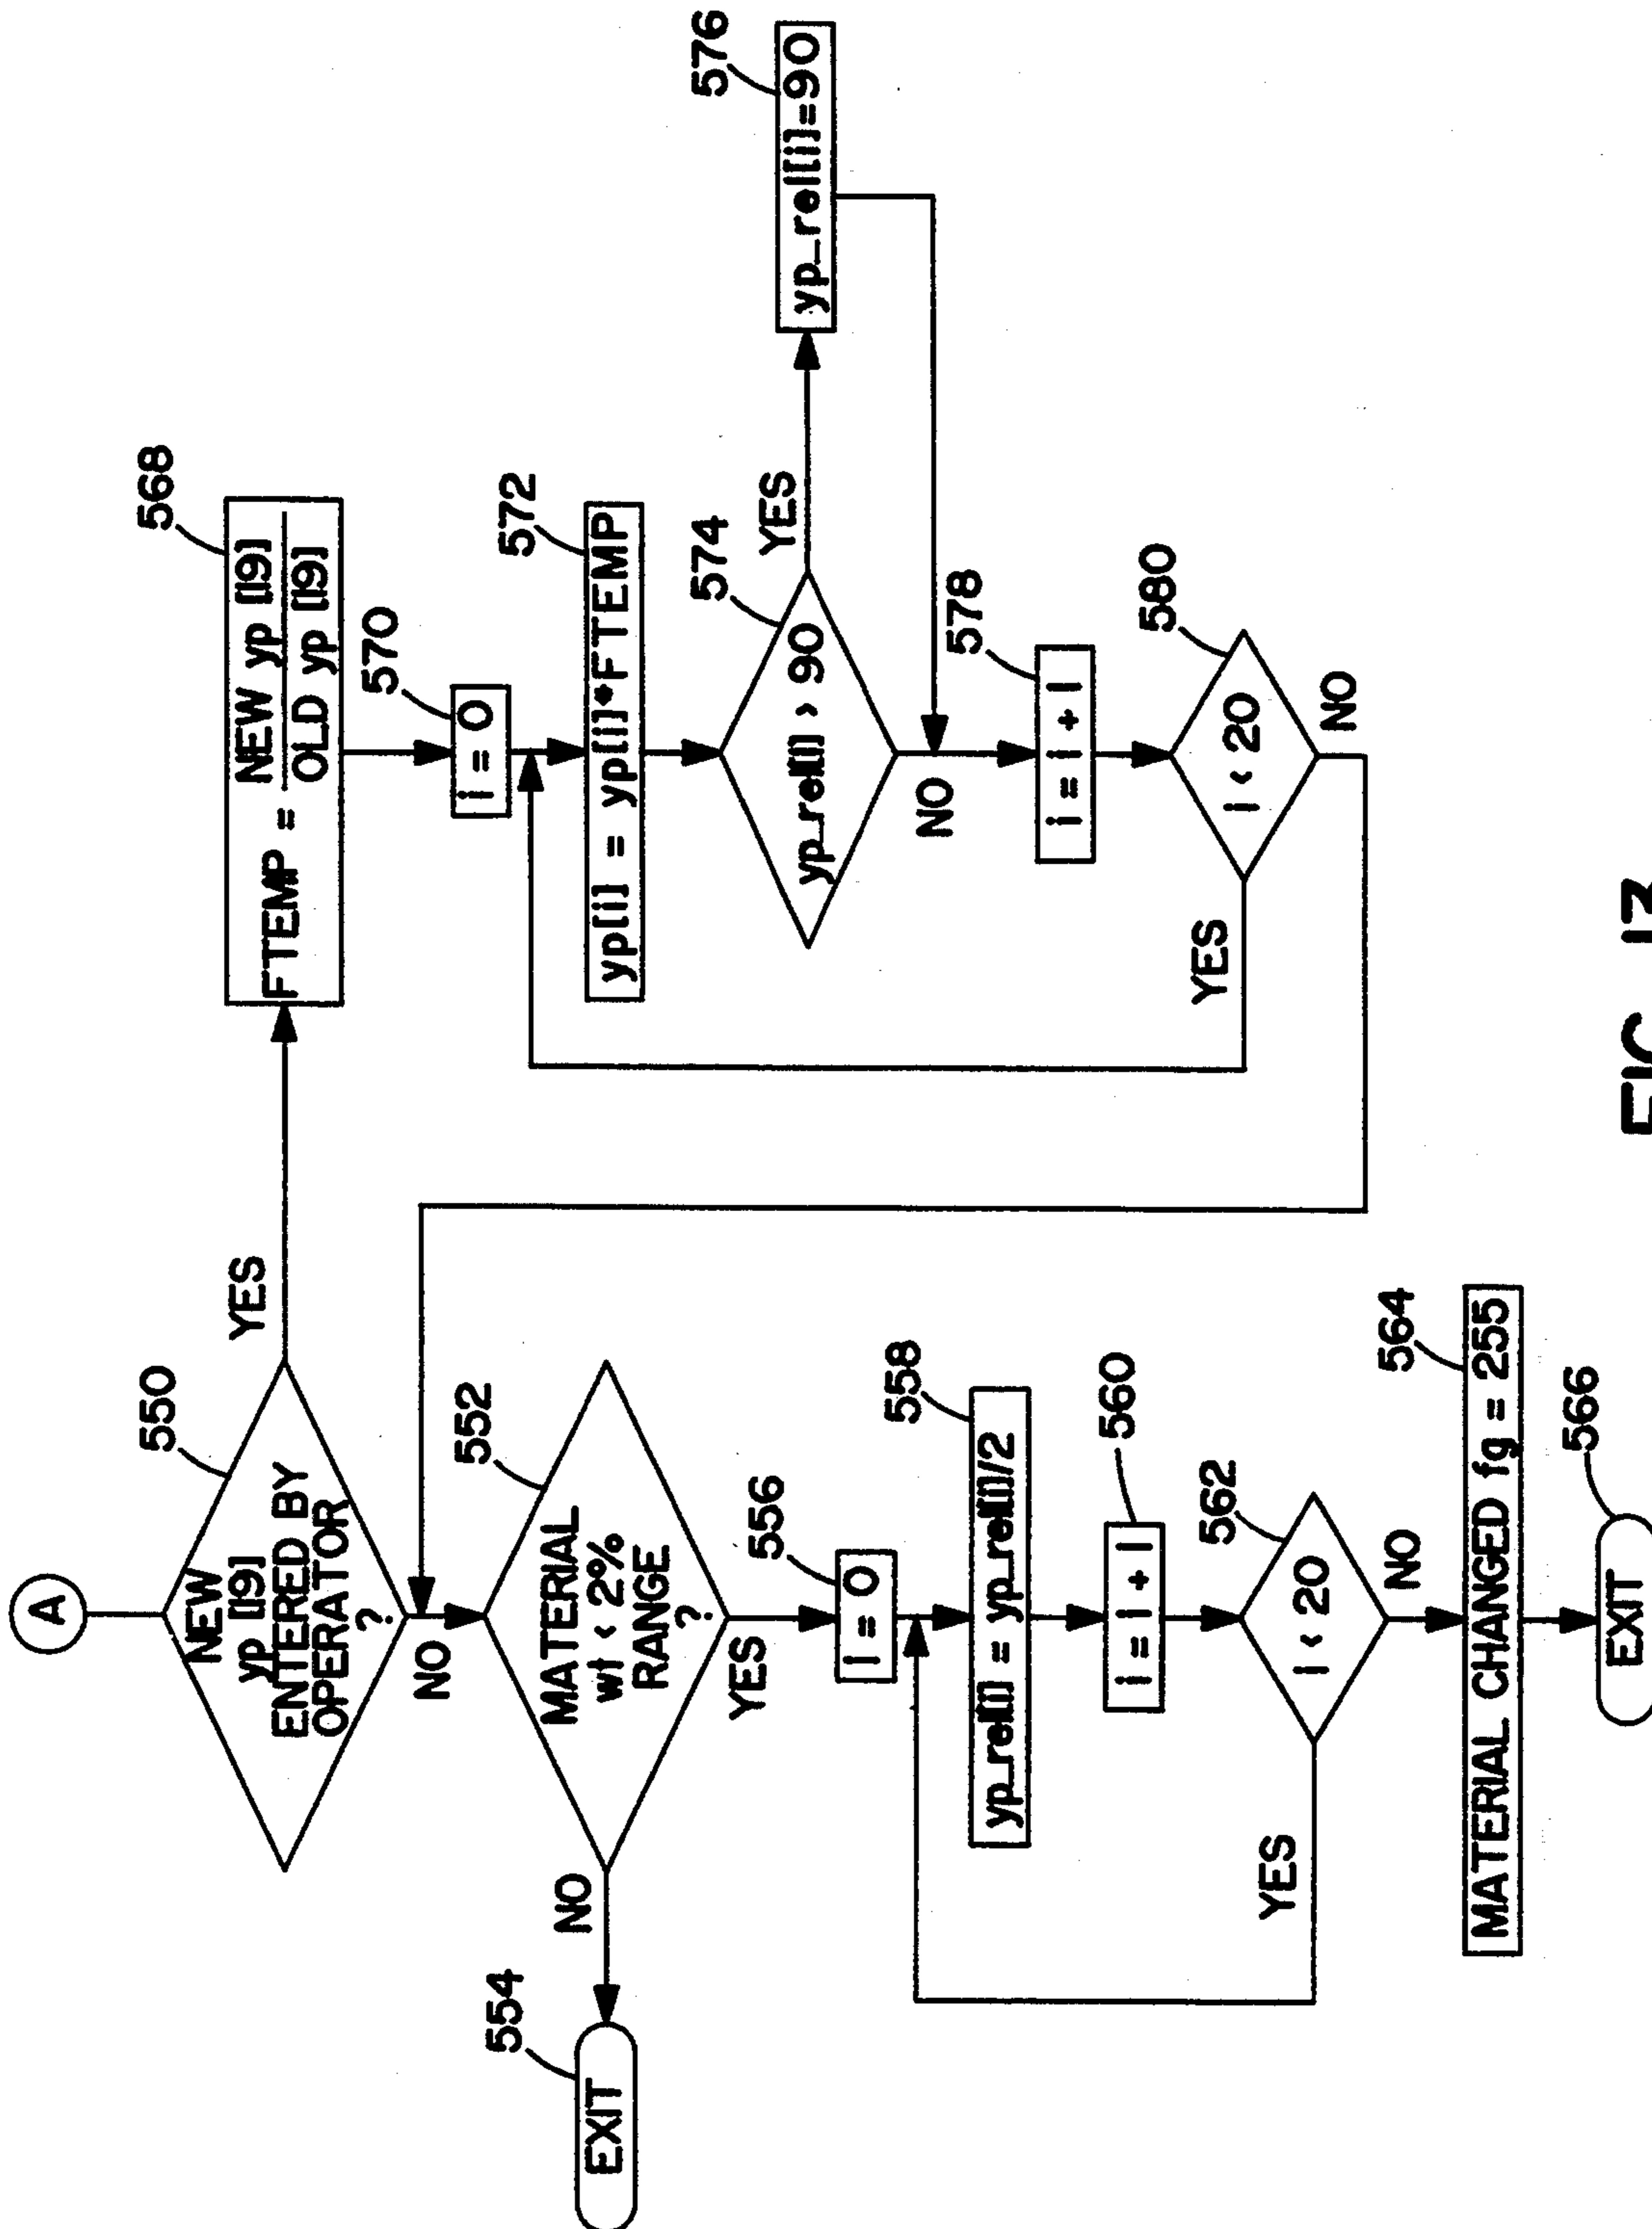 A
550
NEW
yp [19]
ENTERED BY
OPERATOR
?
YES
NO
568
FTEMP = NEW yp [19]
OLD yp [19]
570
i = 0
572
yp[i] = yp[i]*FTEMP
574
yp_rel[i] > 90
YES
NO
576
yp_rel[i]=90
578
i = i + 1
580
i < 20
YES
NO
552
MATERIAL
wt < 2%
RANGE
?
NO
YES
554
EXIT
556
i = 0
558
yp_rel[i] = yp_rel[i]/2
560
i = i + 1
562
i < 20
YES
NO
564
MATERIAL CHANGED fg = 255
566
EXIT
FIG. 13